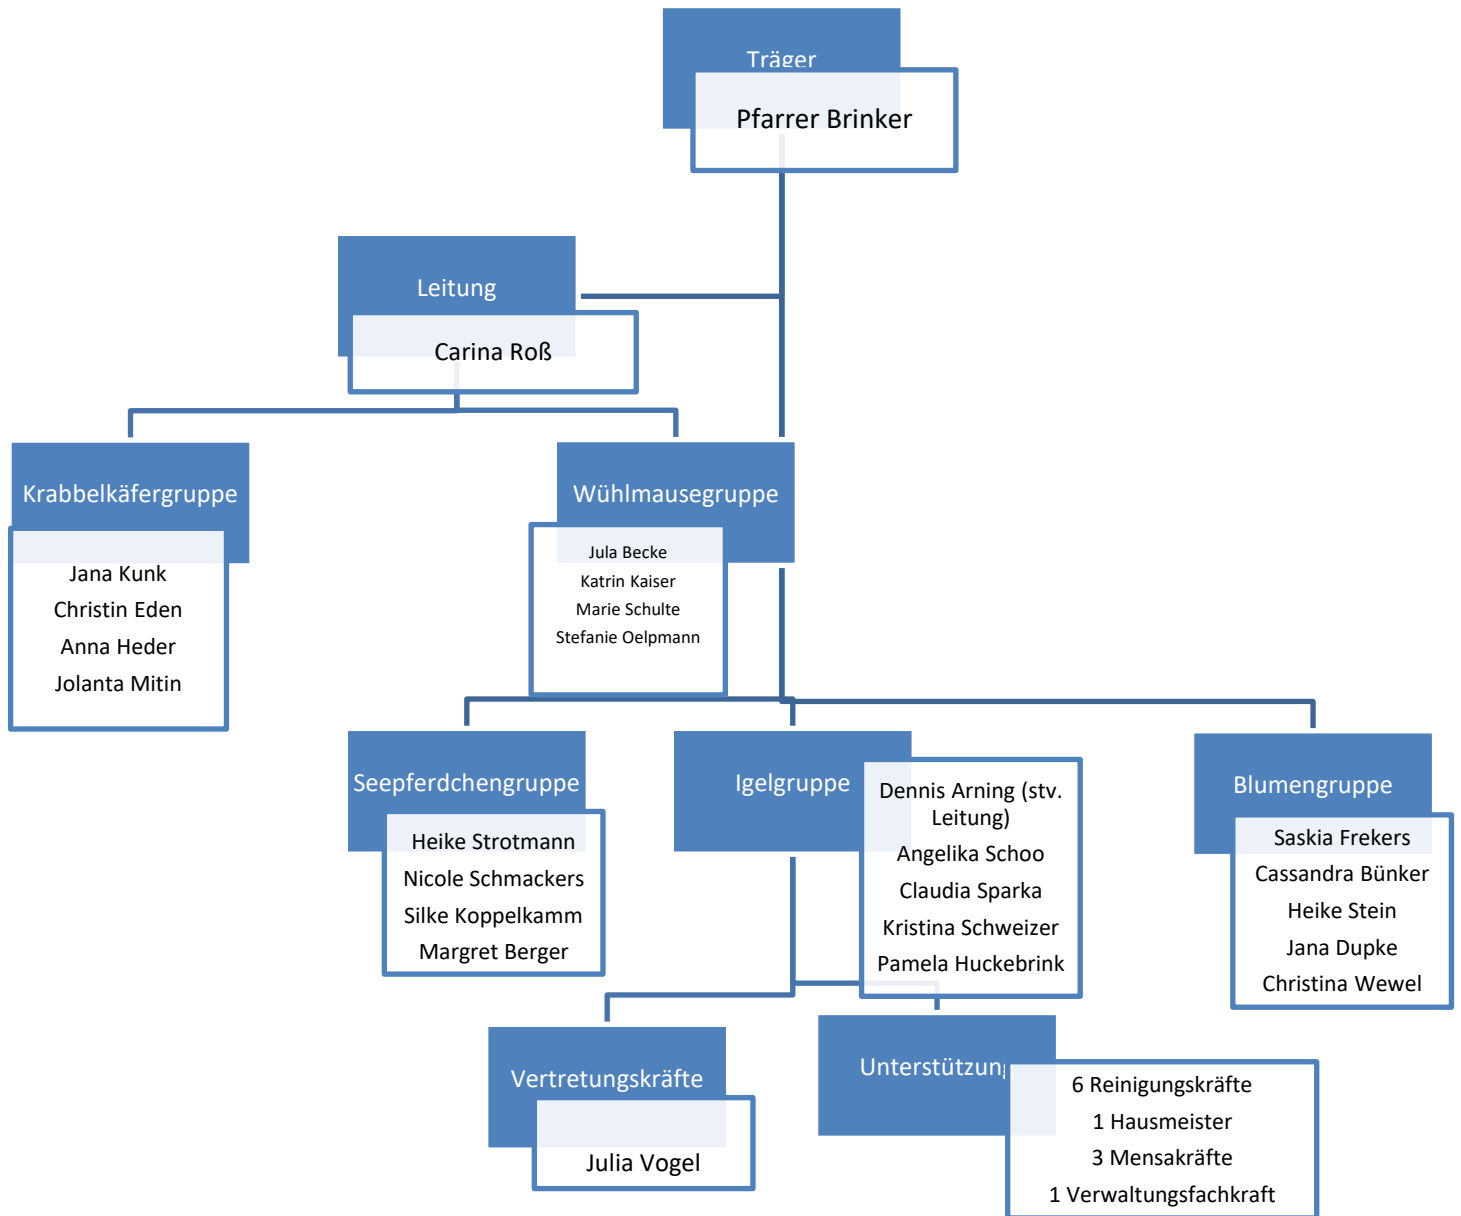 Träger
Pfarrer Brinker
Leitung
Carina Roß
Krabbelkäfergruppe
Jana Kunk
Christin Eden
Anna Heder
Jolanta Mitin
Wühlmausegruppe
Jula Becke
Katrin Kaiser
Marie Schulte
Stefanie Oelpmann
Seepferdchengruppe
Heike Strotmann
Nicole Schmackers
Silke Koppelkamm
Margret Berger
Igelgruppe
Dennis Arning (stv.
Leitung)
Angelika Schoo
Claudia Sparka
Kristina Schweizer
Pamela Huckebrink
Blumengruppe
Saskia Frekers
Cassandra Bünker
Heike Stein
Jana Dupke
Christina Wewel
Vertretungskräfte
Julia Vogel
Unterstützung
6 Reinigungskräfte
1 Hausmeister
3 Mensakräfte
1 Verwaltungsfachkraft